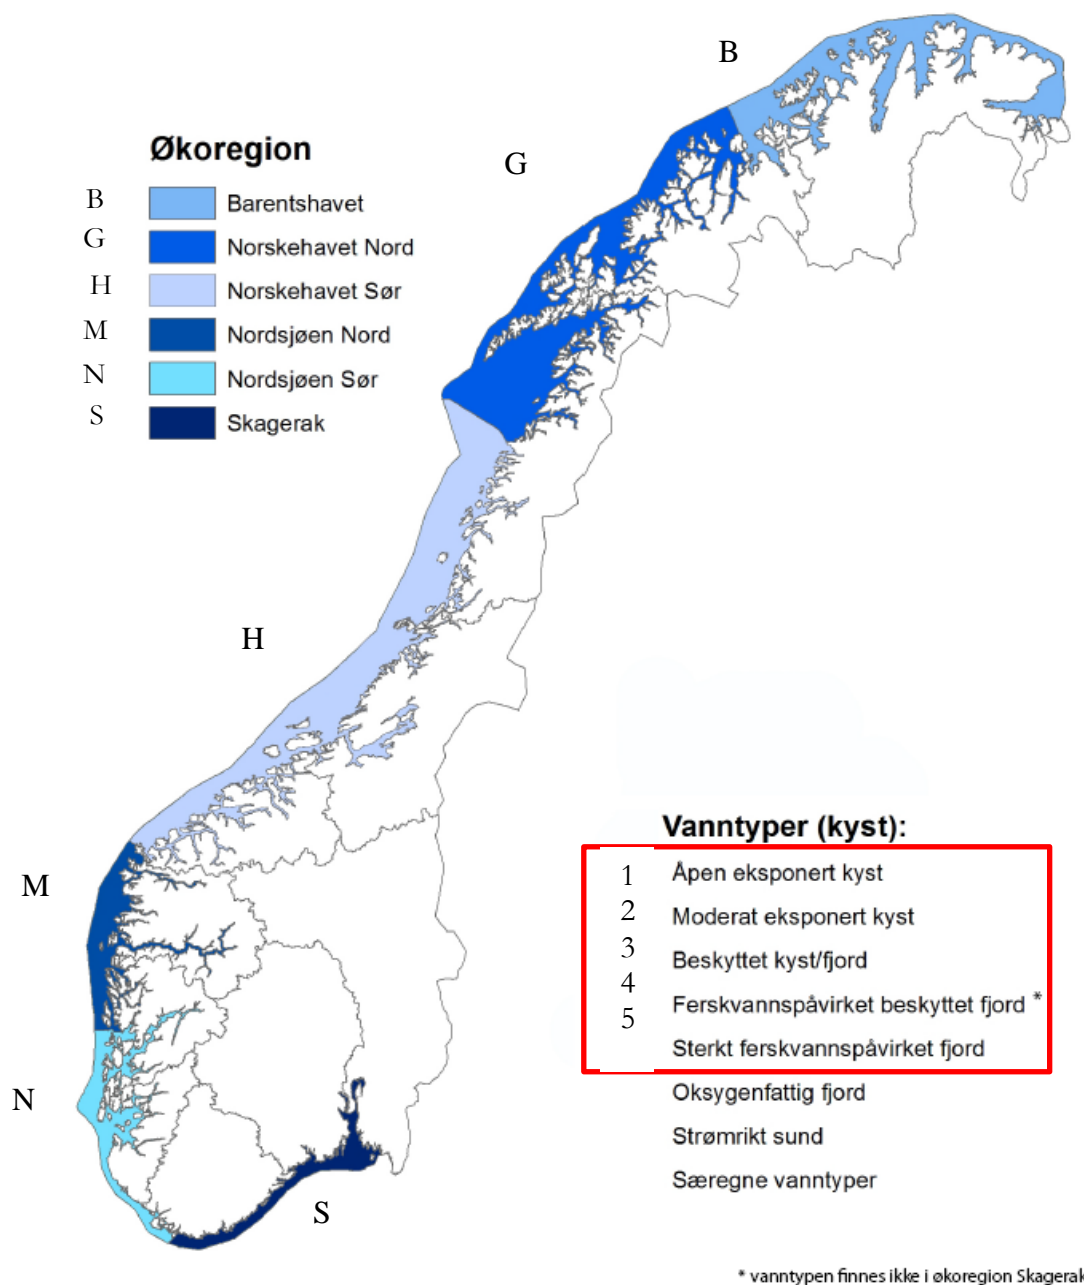 B
G
Økoregion
B Barentshavet
G Norskehavet Nord
H Norskehavet Sør
M Nordsjøen Nord
N Nordsjøen Sør
S Skagerak
H
M
N
S
Vanntyper (kyst):
1 Åpen eksponert kyst
2 Moderat eksponert kyst
3 Beskyttet kyst/fjord
4 Ferskvannspåvirket beskyttet fjord *
5 Sterkt ferskvannspåvirket fjord
Oksygenfattig fjord
Strømrikt sund
Særegne vanntyper
* vanntypen finnes ikke i økoregion Skagerak